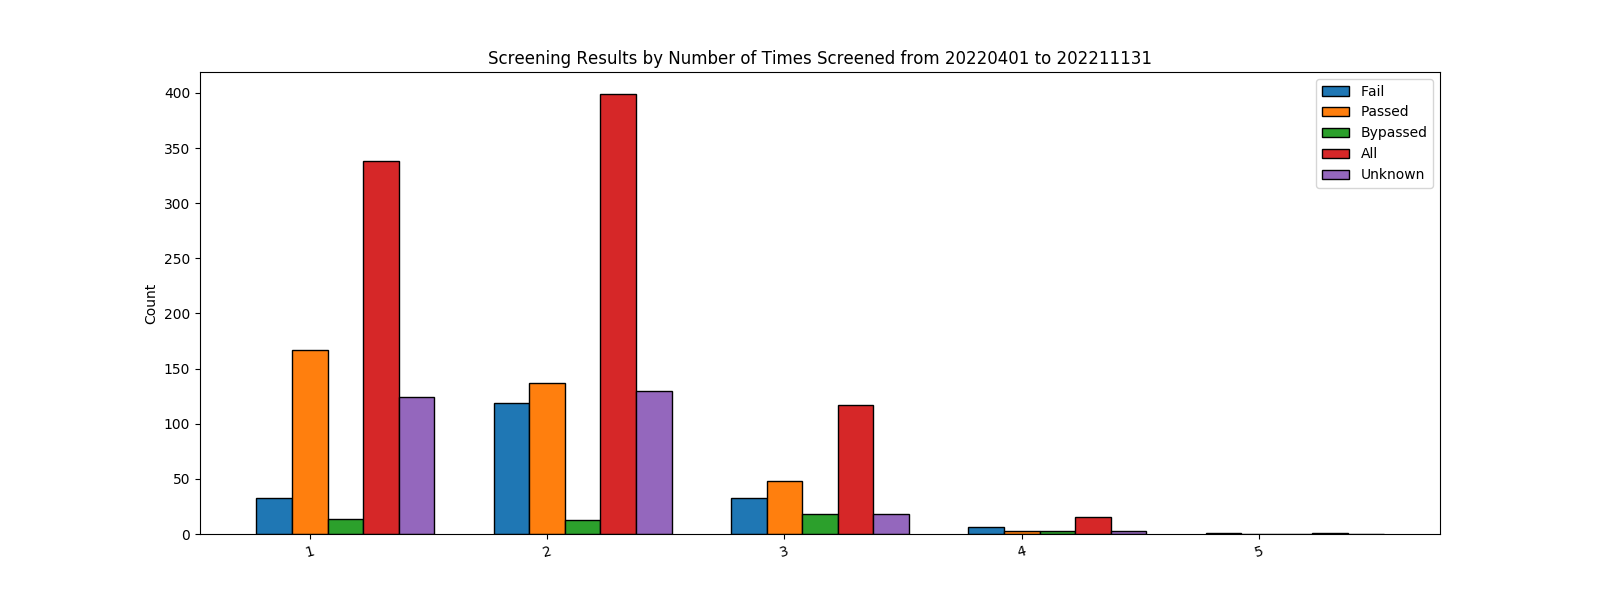 Screening Results by Number of Times Screened from 20220401 to 202211131
400
350
300
250
200
150
100
50
0
Count
Fail
Passed
Bypassed
All
Unknown
1 2 3 4 5